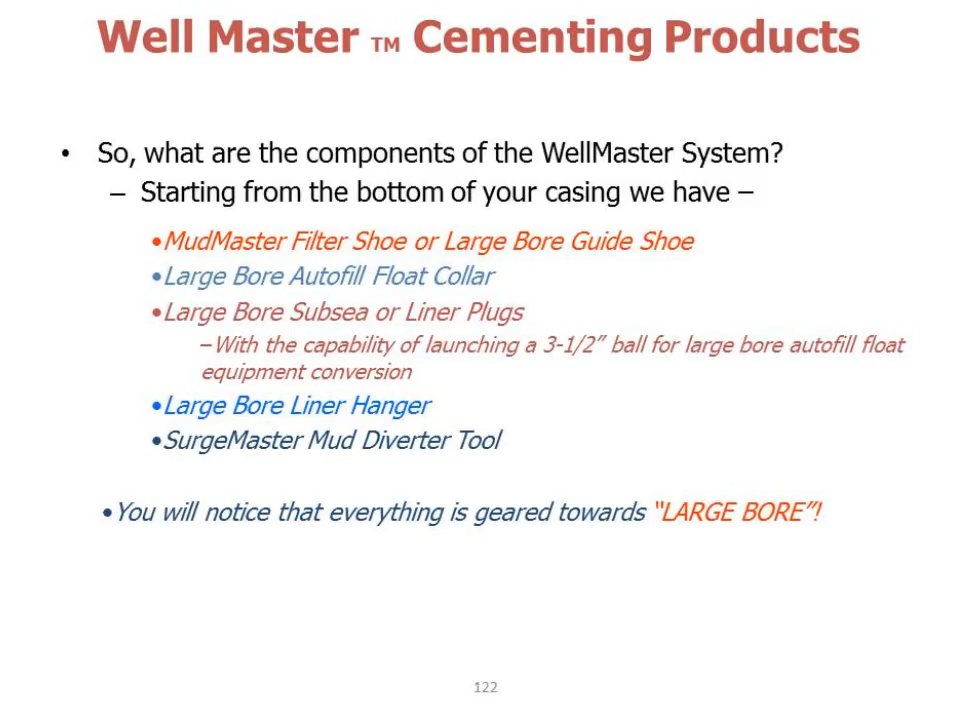 Well Master TM Cementing Products
• So, what are the components of the WellMaster System?
– Starting from the bottom of your casing we have –
•MudMaster Filter Shoe or Large Bore Guide Shoe
•Large Bore Autofill Float Collar
•Large Bore Subsea or Liner Plugs
–With the capability of launching a 3-1/2” ball for large bore autofill float
equipment conversion
•Large Bore Liner Hanger
•SurgeMaster Mud Diverter Tool
•You will notice that everything is geared towards “LARGE BORE”!
122